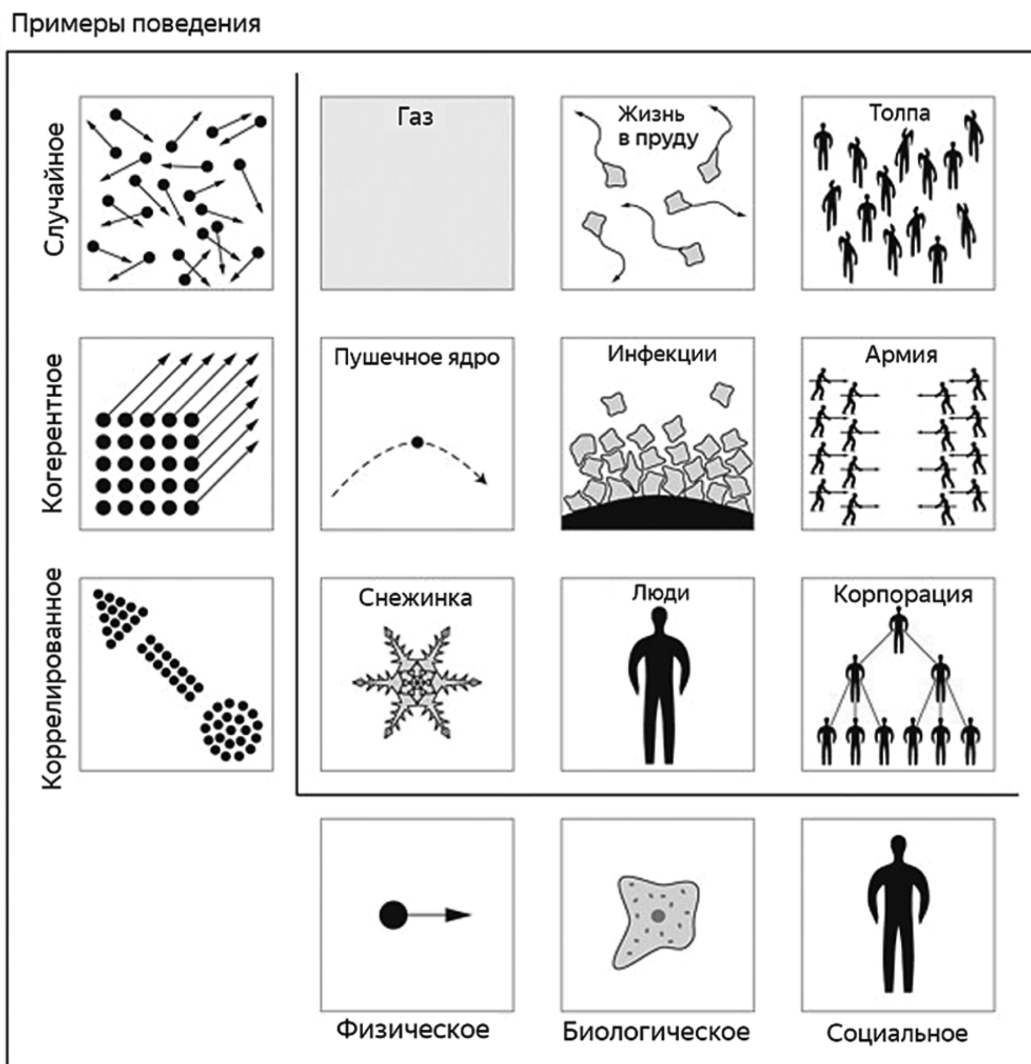 Примеры поведения
Случайное
Газ
Жизнь
в пруду
Толпа
Когерентное
Пушечное ядро
Инфекции
Армия
Коррелированное
Снежинка
Люди
Корпорация
Физическое
Биологическое
Социальное